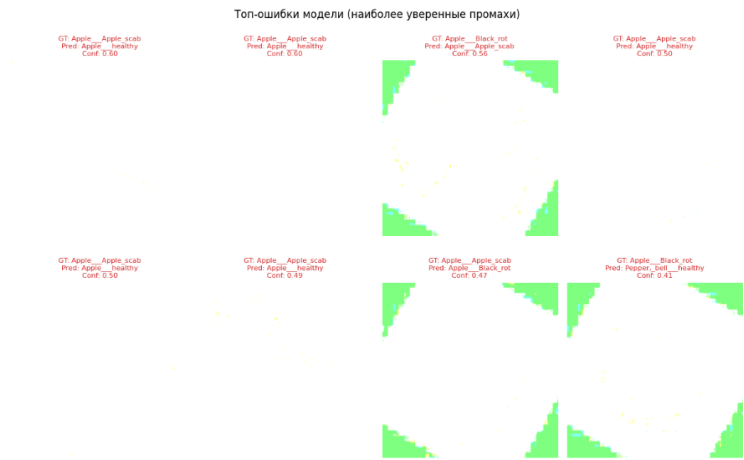 Топ-ошибки модели (наиболее уверенные промахи)
GT: Apple___Apple_scab
Pred: Apple___healthy
Conf: 0.60
GT: Apple___Apple_scab
Pred: Apple___healthy
Conf: 0.60
GT: Apple___Black_rot
Pred: Apple___Apple_scab
Conf: 0.56
GT: Apple___Apple_scab
Pred: Apple___healthy
Conf: 0.50
GT: Apple___Apple_scab
Pred: Apple___healthy
Conf: 0.50
GT: Apple___Apple_scab
Pred: Apple___healthy
Conf: 0.49
GT: Apple___Apple_scab
Pred: Apple___Black_rot
Conf: 0.47
GT: Apple___Black_rot
Pred: Pepper,_bell___healthy
Conf: 0.41